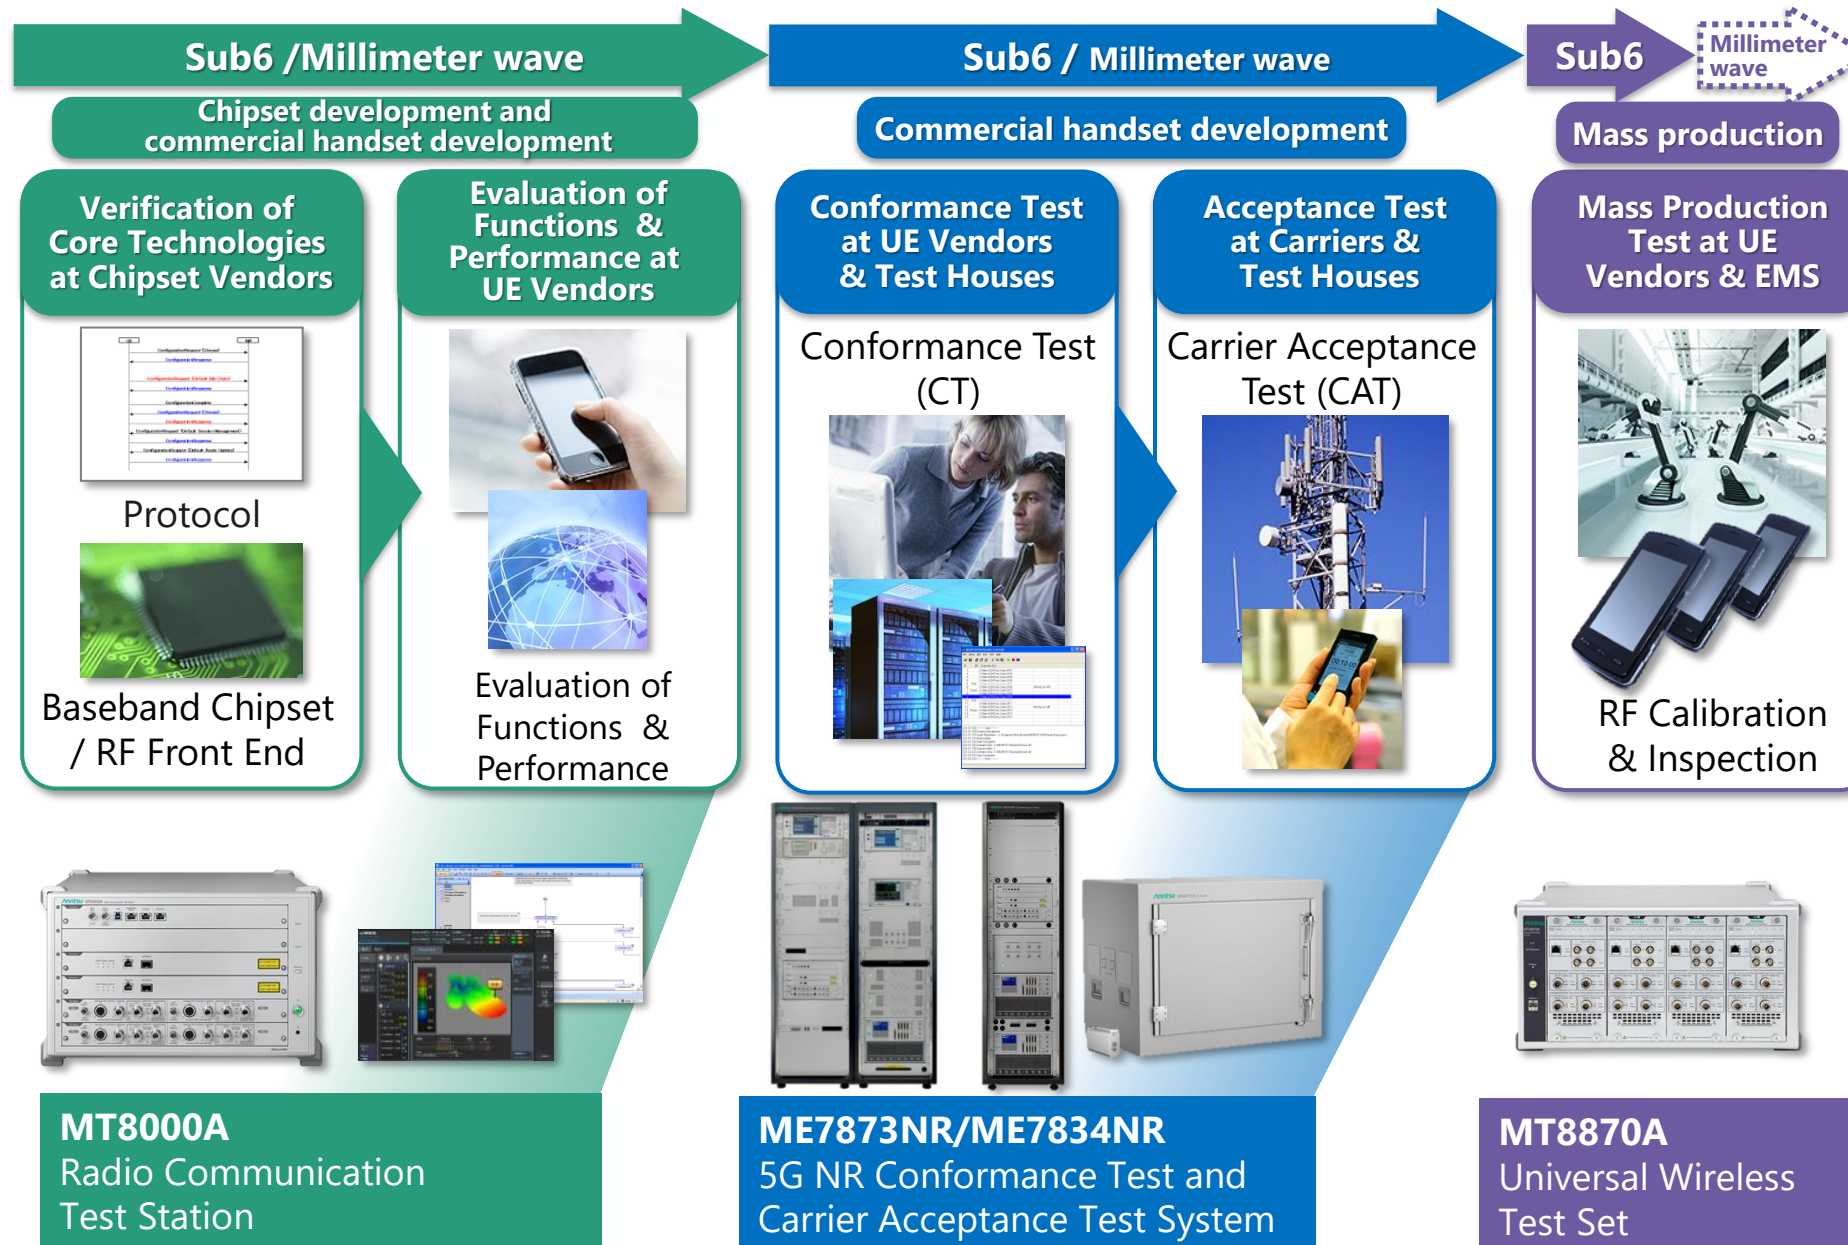 Sub6 /Millimeter wave
Sub6 / Millimeter wave
Sub6
Millimeter
wave
Chipset development and
commercial handset development
Commercial handset development
Mass production
Verification of
Core Technologies
at Chipset Vendors
Evaluation of
Functions &
Performance at
UE Vendors
Conformance Test
at UE Vendors
& Test Houses
Acceptance Test
at Carriers &
Test Houses
Mass Production
Test at UE
Vendors & EMS
Protocol
Baseband Chipset
/ RF Front End
Evaluation of
Functions &
Performance
Conformance Test
(CT)
Carrier Acceptance
Test (CAT)
RF Calibration
& Inspection
MT8000A
Radio Communication
Test Station
ME7873NR/ME7834NR
5G NR Conformance Test and
Carrier Acceptance Test System
MT8870A
Universal Wireless
Test Set